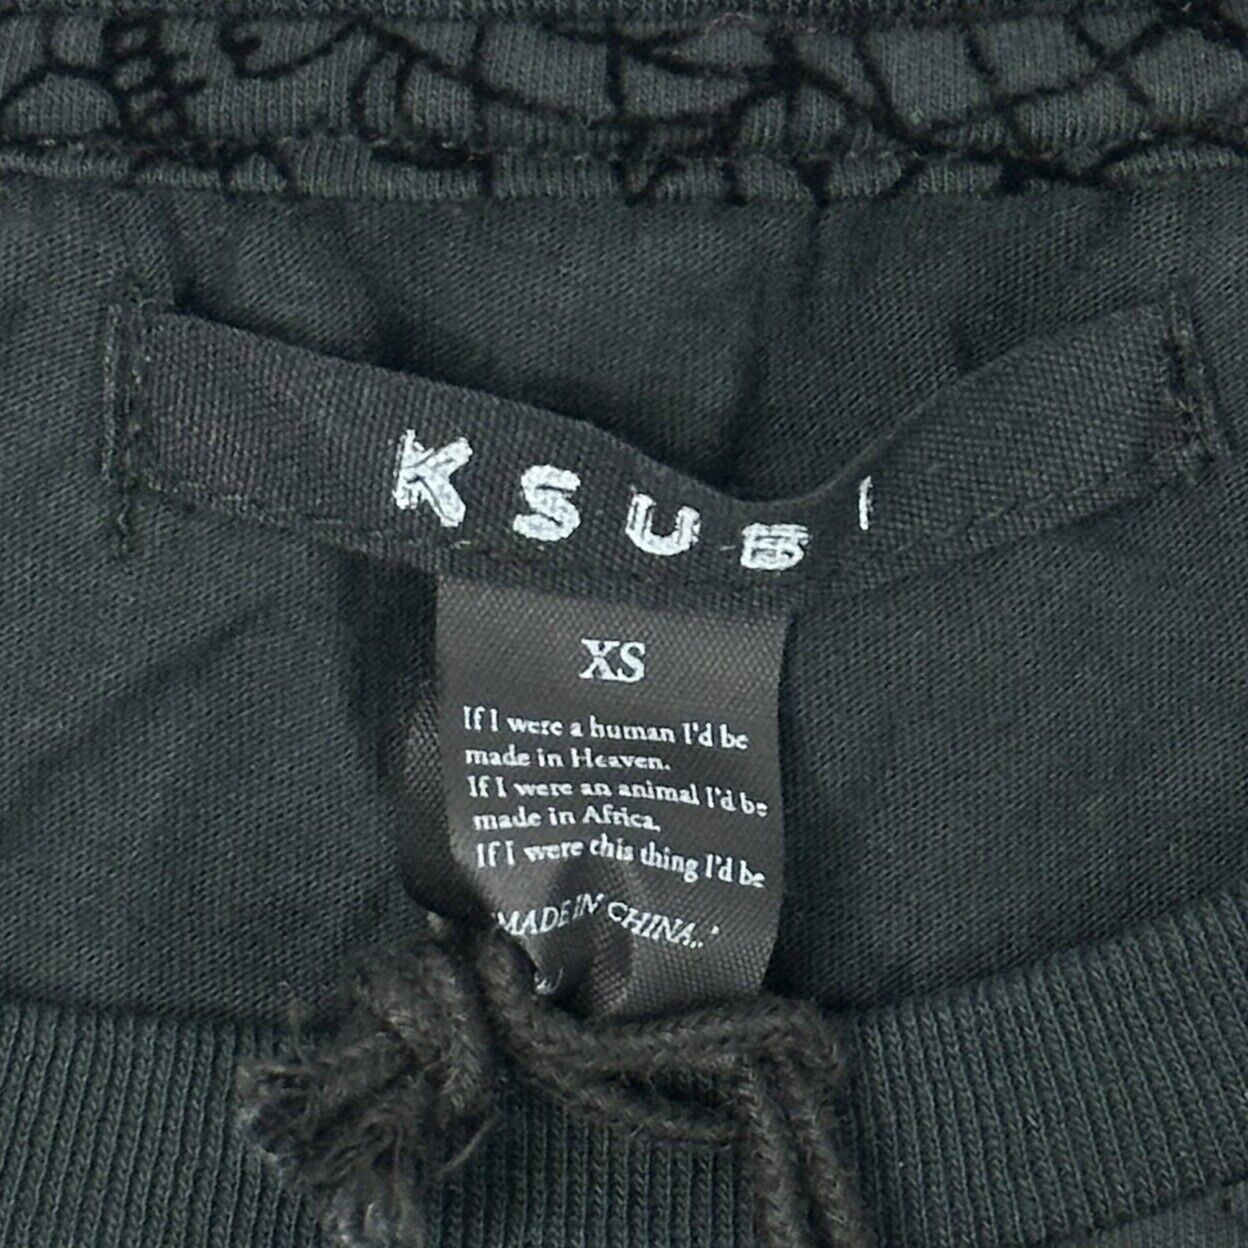 KSUBI
XS
If I were a human I'd be
made in Heaven.
If I were an animal I'd be
made in Africa,
If I were this thing I'd be
"MADE IN CHINA.."